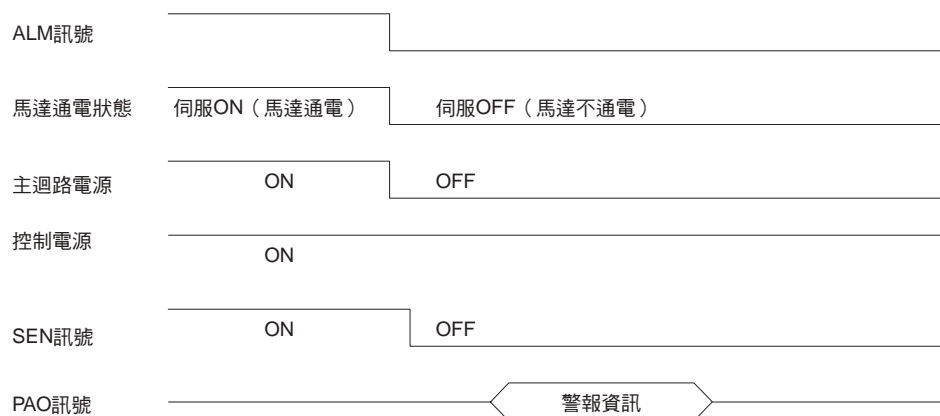 ALM訊號
馬達通電狀態 伺服ON（馬達通電） 伺服OFF（馬達不通電）
主迴路電源 ON OFF
控制電源 ON
SEN訊號 ON OFF
PAO訊號 警報資訊